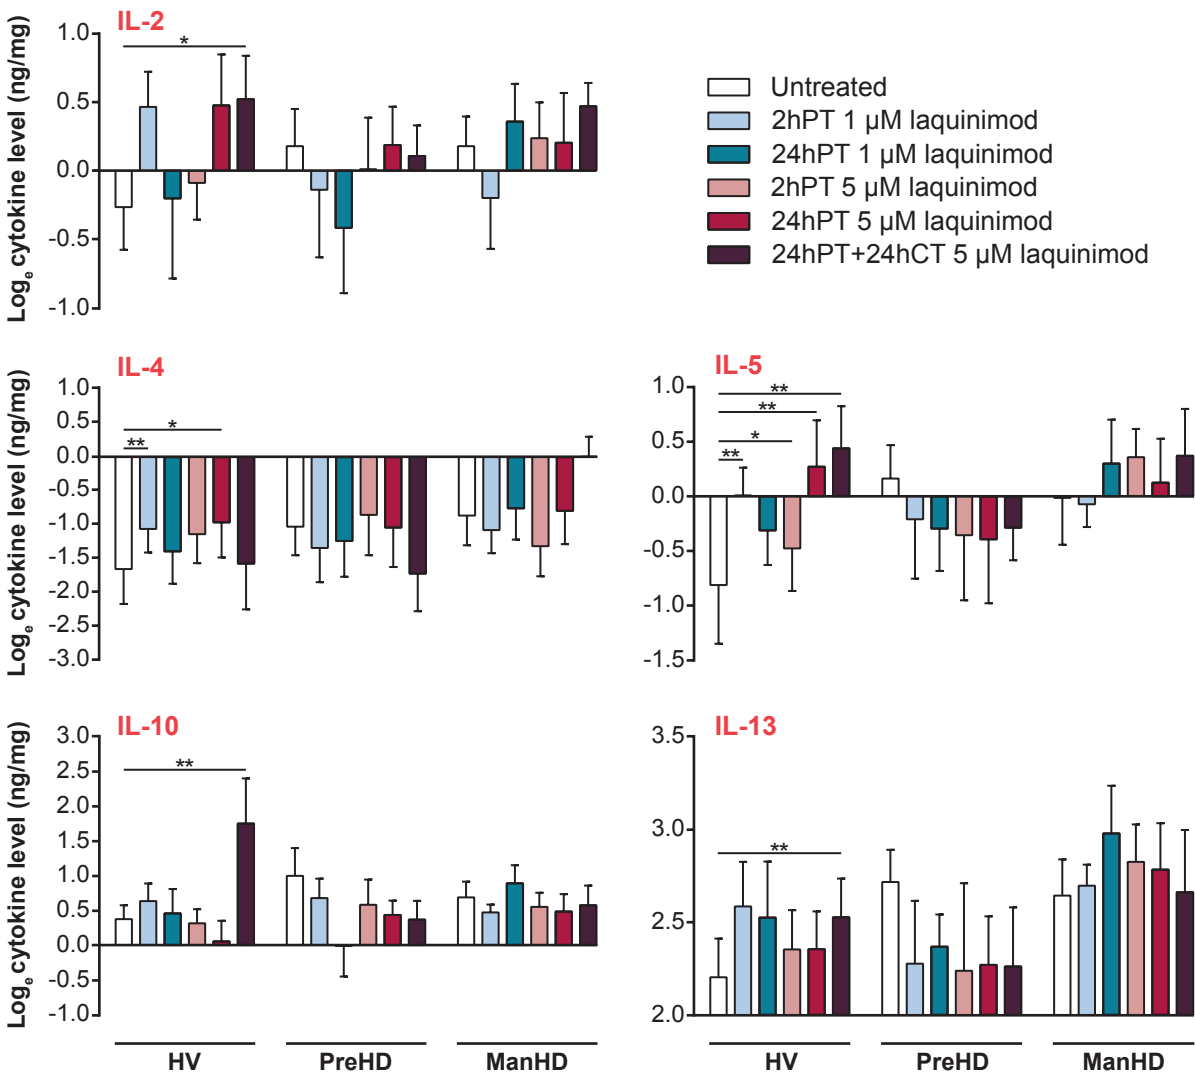 IL-2
Log_e cytokine level (ng/mg)
1.0
0.5
0.0
-0.5
-1.0
*
Untreated
2hPT 1 µM laquinimod
24hPT 1 µM laquinimod
2hPT 5 µM laquinimod
24hPT 5 µM laquinimod
24hPT+24hCT 5 µM laquinimod
IL-4
Log_e cytokine level (ng/mg)
1.0
0.5
0.0
-0.5
-1.0
-1.5
-2.0
-2.5
-3.0
*
**
IL-5
1.0
0.5
0.0
-0.5
-1.0
-1.5
**
**
*
**
IL-10
Log_e cytokine level (ng/mg)
3.0
2.5
2.0
1.5
1.0
0.5
0.0
-0.5
-1.0
**
HV
PreHD
ManHD
IL-13
3.5
3.0
2.5
2.0
**
HV
PreHD
ManHD